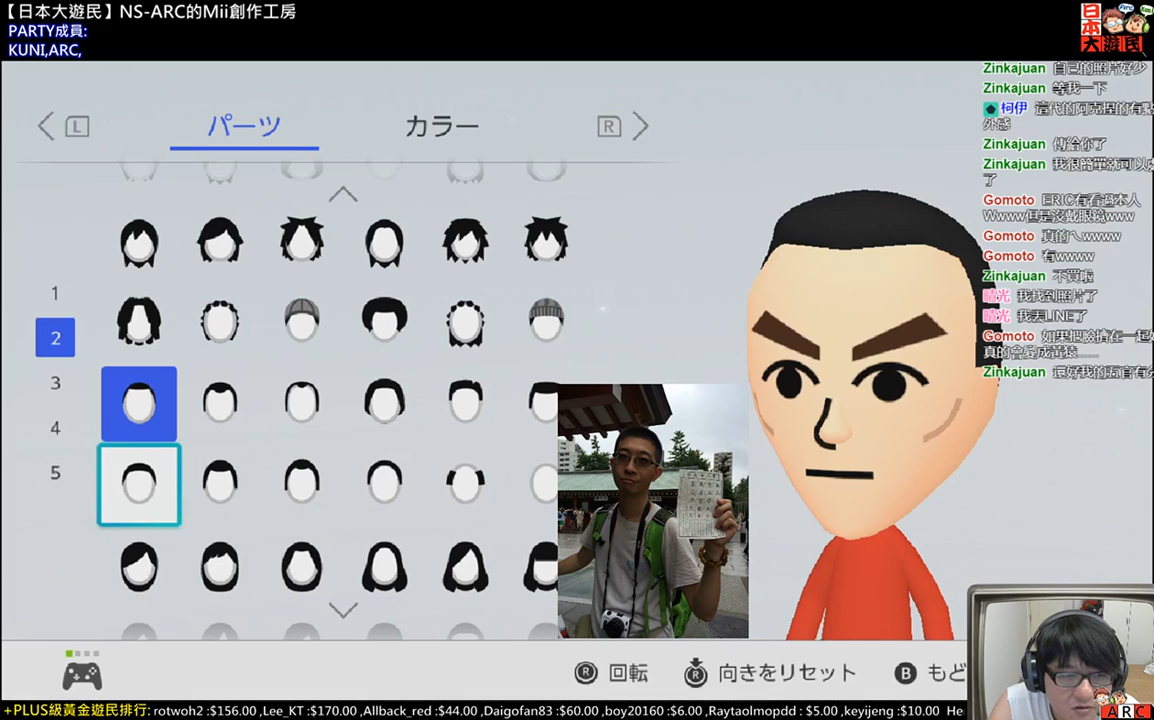 【日本大遊民】NS-ARC的Mii創作工房
PARTY成員:
KUNI,ARC,
日本大遊民
Zinkajuan 自己的照片好少
Zinkajuan 等我一下
柯伊 這代的阿克捏的有點
外感
Zinkajuan 傳給你了
Zinkajuan 我很簡單就可以
了
Gomoto ERIC有看過本人
Wwww但是沒戴眼鏡www
Gomoto 真的ㄟwwww
Gomoto 有wwww
Zinkajuan 不買啦
晴光 我找到照片了
晴光 我丟LINE了
Gomoto 如果把臉擠在一起
真的會變成黃猿
Zinkajuan 還好我的五官有
L
パーツ
カラー
R
1
2
3
4
5
R 回転
R 向きをリセット
B もど
ARC
+PLUS級黃金遊民排行: rotwoh2 :$156.00 ,Lee_KT :$170.00 ,Allback_red :$44.00 ,Daigofan83 :$60.00 ,boy20160 :$6.00 ,Raytaolmopdd : $5.00 ,keyijeng :$10.00 He